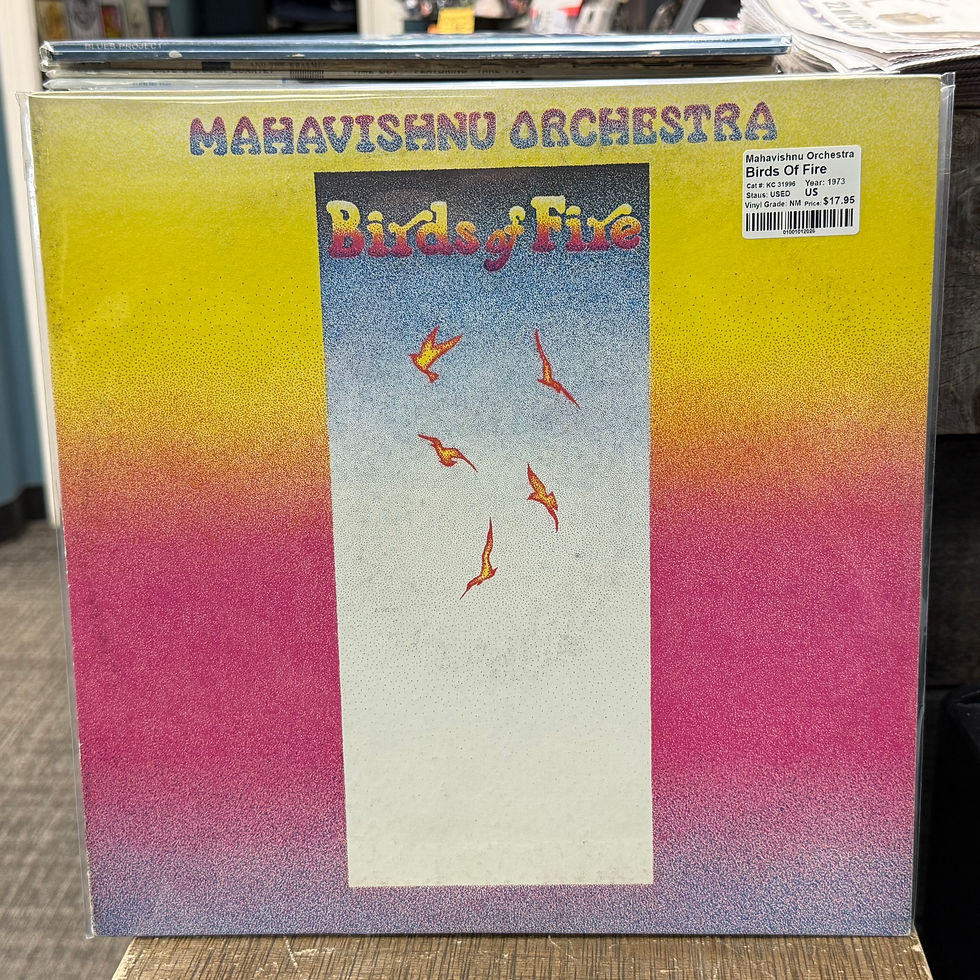 BLUES PROJECT
MAHAVISHNU ORCHESTRA
Birds of Fire
Mahavishnu Orchestra
Birds Of Fire
Cat #: KC 31996 Year: 1973
Staus: USED US
Vinyl Grade: NM Price: $17.95
01001012026